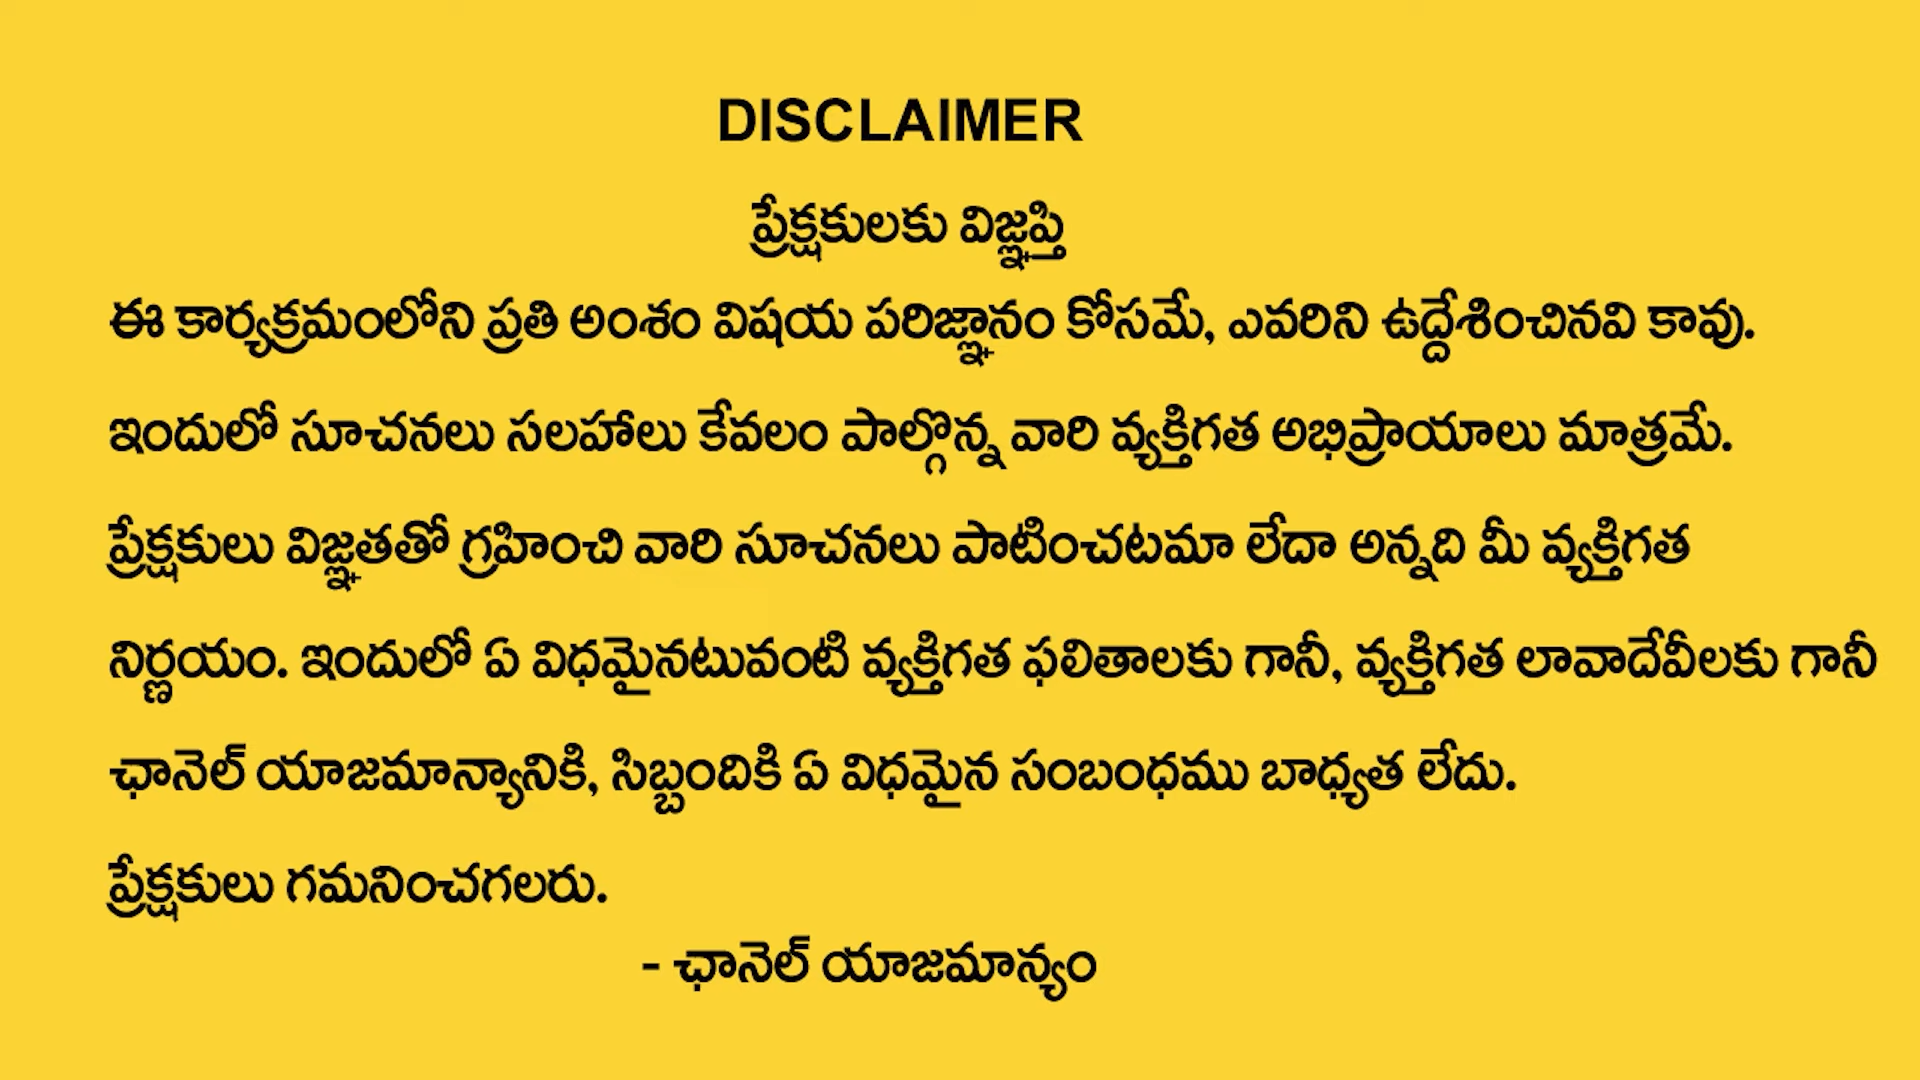 DISCLAIMER
ప్రేక్షకులకు విజ్ఞప్తి
ఈ కార్యక్రమంలోని ప్రతి అంశం విషయ పరిజ్ఞానం కోసమే, ఎవరిని ఉద్దేశించినవి కావు.
ఇందులో సూచనలు సలహాలు కేవలం పాల్గొన్న వారి వ్యక్తిగత అభిప్రాయాలు మాత్రమే.
ప్రేక్షకులు విజ్ఞతతో గ్రహించి వారి సూచనలు పాటించటమా లేదా అన్నది మీ వ్యక్తిగత
నిర్ణయం. ఇందులో ఏ విధమైనటువంటి వ్యక్తిగత ఫలితాలకు గానీ, వ్యక్తిగత లావాదేవీలకు గానీ
ఛానెల్ యాజమాన్యానికి, సిబ్బందికి ఏ విధమైన సంబంధము బాధ్యత లేదు.
ప్రేక్షకులు గమనించగలరు.
- ఛానెల్ యాజమాన్యం